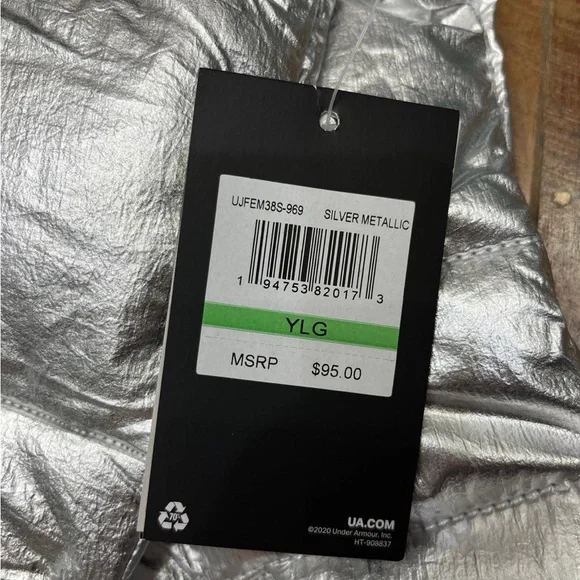 UJFEM38S-969 SILVER METALLIC
1 94753 82017 3
YLG
MSRP $95.00
70%
UA.COM
©2020 Under Armour, Inc.
HT-908837